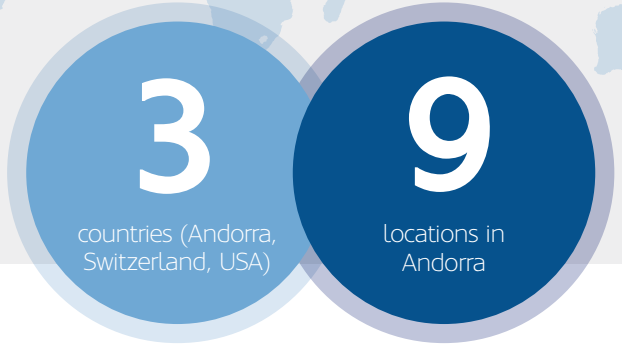 3
countries (Andorra,
Switzerland, USA)
9
locations in
Andorra